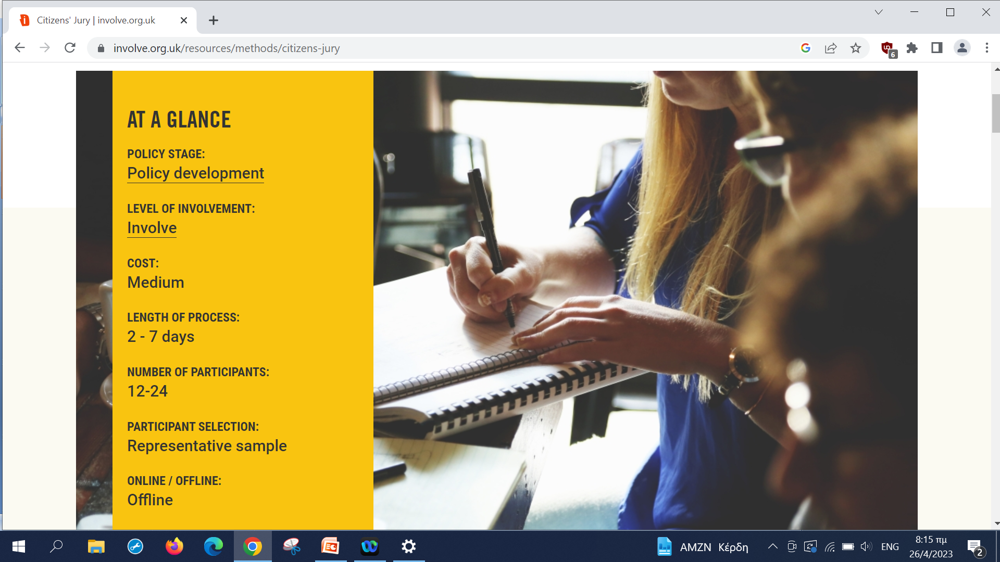 Citizens' Jury | involve.org.uk
involve.org.uk/resources/methods/citizens-jury
6
AT A GLANCE
POLICY STAGE:
Policy development
LEVEL OF INVOLVEMENT:
Involve
COST:
Medium
LENGTH OF PROCESS:
2 - 7 days
NUMBER OF PARTICIPANTS:
12-24
PARTICIPANT SELECTION:
Representative sample
ONLINE / OFFLINE:
Offline
AMZN Κέρδη
ENG
8:15 πμ
26/4/2023
2